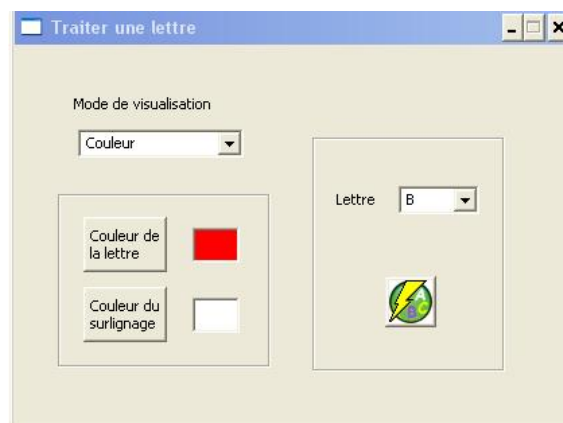 Traiter une lettre
Mode de visualisation
Couleur
Couleur de
la lettre
Couleur du
surlignage
Lettre B
A
B C